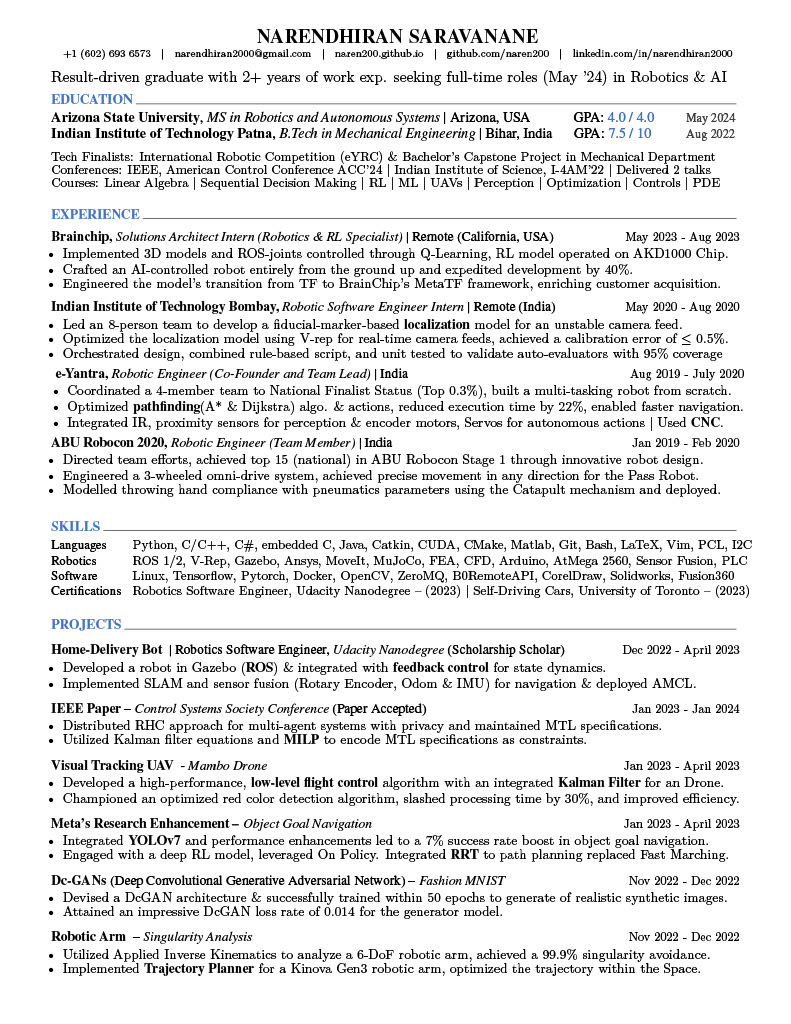 NARENDHIRAN SARAVANANE
+1 (602) 693 6573 | narendhiran2000@gmail.com | naren200.github.io | github.com/naren200 | linkedin.com/in/narendhiran2000
Result-driven graduate with 2+ years of work exp. seeking full-time roles (May '24) in Robotics & AI
EDUCATION
Arizona State University, MS in Robotics and Autonomous Systems | Arizona, USA GPA: 4.0 / 4.0 May 2024
Indian Institute of Technology Patna, B.Tech in Mechanical Engineering | Bihar, India GPA: 7.5 / 10 Aug 2022
Tech Finalists: International Robotic Competition (eYRC) & Bachelor's Capstone Project in Mechanical Department
Conferences: IEEE, American Control Conference ACC'24 | Indian Institute of Science, I-4AM'22 | Delivered 2 talks
Courses: Linear Algebra | Sequential Decision Making | RL | ML | UAVs | Perception | Optimization | Controls | PDE
EXPERIENCE
Brainchip, Solutions Architect Intern (Robotics & RL Specialist) | Remote (California, USA) May 2023 - Aug 2023
• Implemented 3D models and ROS-joints controlled through Q-Learning, RL model operated on AKD1000 Chip.
• Crafted an AI-controlled robot entirely from the ground up and expedited development by 40%.
• Engineered the model's transition from TF to BrainChip's MetaTF framework, enriching customer acquisition.
Indian Institute of Technology Bombay, Robotic Software Engineer Intern | Remote (India) May 2020 - Aug 2020
• Led an 8-person team to develop a fiducial-marker-based localization model for an unstable camera feed.
• Optimized the localization model using V-rep for real-time camera feeds, achieved a calibration error of ≤ 0.5%.
• Orchestrated design, combined rule-based script, and unit tested to validate auto-evaluators with 95% coverage
e-Yantra, Robotic Engineer (Co-Founder and Team Lead) | India Aug 2019 - July 2020
• Coordinated a 4-member team to National Finalist Status (Top 0.3%), built a multi-tasking robot from scratch.
• Optimized pathfinding(A* & Dijkstra) algo. & actions, reduced execution time by 22%, enabled faster navigation.
• Integrated IR, proximity sensors for perception & encoder motors, Servos for autonomous actions | Used CNC.
ABU Robocon 2020, Robotic Engineer (Team Member) | India Jan 2019 - Feb 2020
• Directed team efforts, achieved top 15 (national) in ABU Robocon Stage 1 through innovative robot design.
• Engineered a 3-wheeled omni-drive system, achieved precise movement in any direction for the Pass Robot.
• Modelled throwing hand compliance with pneumatics parameters using the Catapult mechanism and deployed.
SKILLS
Languages Python, C/C++, C#, embedded C, Java, Catkin, CUDA, CMake, Matlab, Git, Bash, LaTeX, Vim, PCL, I2C
Robotics ROS 1/2, V-Rep, Gazebo, Ansys, MoveIt, MuJoCo, FEA, CFD, Arduino, AtMega 2560, Sensor Fusion, PLC
Software Linux, Tensorflow, Pytorch, Docker, OpenCV, ZeroMQ, B0RemoteAPI, CorelDraw, Solidworks, Fusion360
Certifications Robotics Software Engineer, Udacity Nanodegree – (2023) | Self-Driving Cars, University of Toronto – (2023)
PROJECTS
Home-Delivery Bot | Robotics Software Engineer, Udacity Nanodegree (Scholarship Scholar) Dec 2022 - April 2023
• Developed a robot in Gazebo (ROS) & integrated with feedback control for state dynamics.
• Implemented SLAM and sensor fusion (Rotary Encoder, Odom & IMU) for navigation & deployed AMCL.
IEEE Paper – Control Systems Society Conference (Paper Accepted) Jan 2023 - Jan 2024
• Distributed RHC approach for multi-agent systems with privacy and maintained MTL specifications.
• Utilized Kalman filter equations and MILP to encode MTL specifications as constraints.
Visual Tracking UAV - Mambo Drone Jan 2023 - April 2023
• Developed a high-performance, low-level flight control algorithm with an integrated Kalman Filter for an Drone.
• Championed an optimized red color detection algorithm, slashed processing time by 30%, and improved efficiency.
Meta's Research Enhancement – Object Goal Navigation Jan 2023 - April 2023
• Integrated YOLOv7 and performance enhancements led to a 7% success rate boost in object goal navigation.
• Engaged with a deep RL model, leveraged On Policy. Integrated RRT to path planning replaced Fast Marching.
Dc-GANs (Deep Convolutional Generative Adversarial Network) – Fashion MNIST Nov 2022 - Dec 2022
• Devised a DcGAN architecture & successfully trained within 50 epochs to generate of realistic synthetic images.
• Attained an impressive DcGAN loss rate of 0.014 for the generator model.
Robotic Arm – Singularity Analysis Nov 2022 - Dec 2022
• Utilized Applied Inverse Kinematics to analyze a 6-DoF robotic arm, achieved a 99.9% singularity avoidance.
• Implemented Trajectory Planner for a Kinova Gen3 robotic arm, optimized the trajectory within the Space.